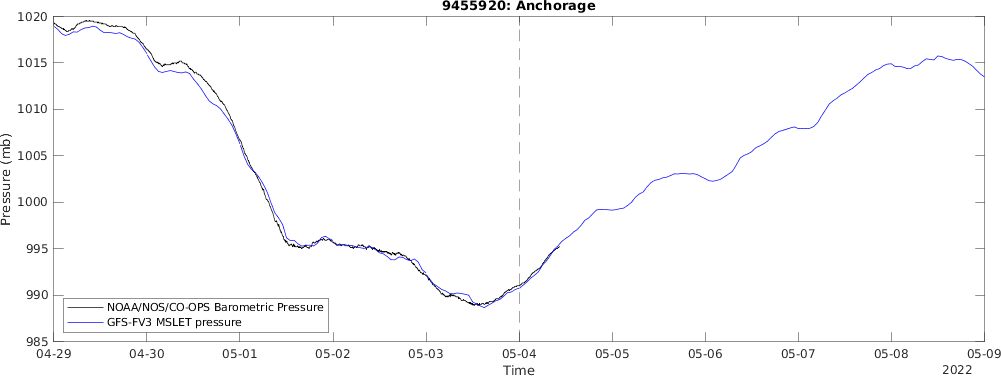 9455920: Anchorage
Pressure (mb)
1020
1015
1010
1005
1000
995
990
985
NOAA/NOS/CO-OPS Barometric Pressure
GFS-FV3 MSLET pressure
04-29 04-30 05-01 05-02 05-03 05-04 05-05 05-06 05-07 05-08 05-09
Time
2022